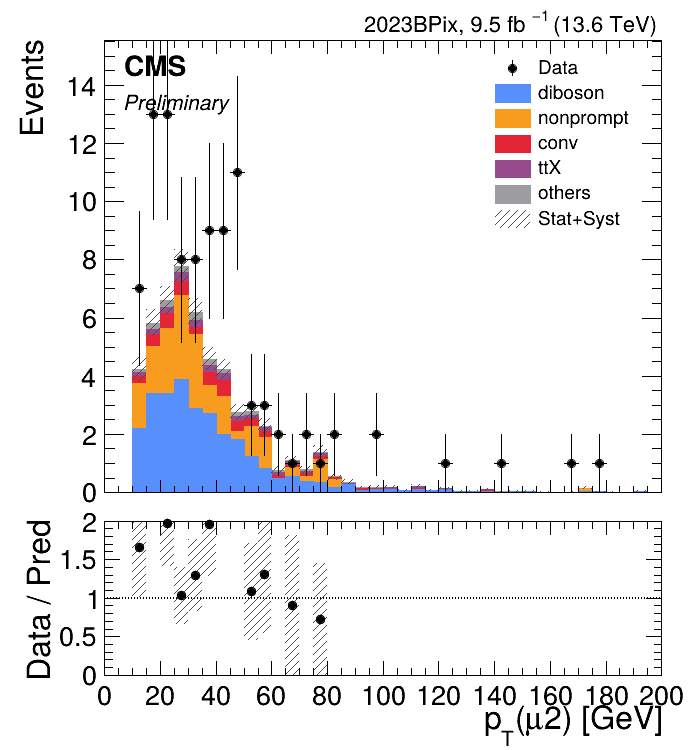 2023BPix, 9.5 fb⁻¹ (13.6 TeV)
CMS
Preliminary
Events
14
12
10
8
6
4
2
0
Data
diboson
nonprompt
conv
ttX
others
Stat+Syst
Data / Pred
2
1.5
1
0.5
0
0 20 40 60 80 100 120 140 160 180 200
p_T(μ2) [GeV]